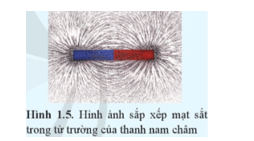 Hình 1.5. Hình ảnh sắp xếp mạt sắt
trong từ trường của thanh nam châm